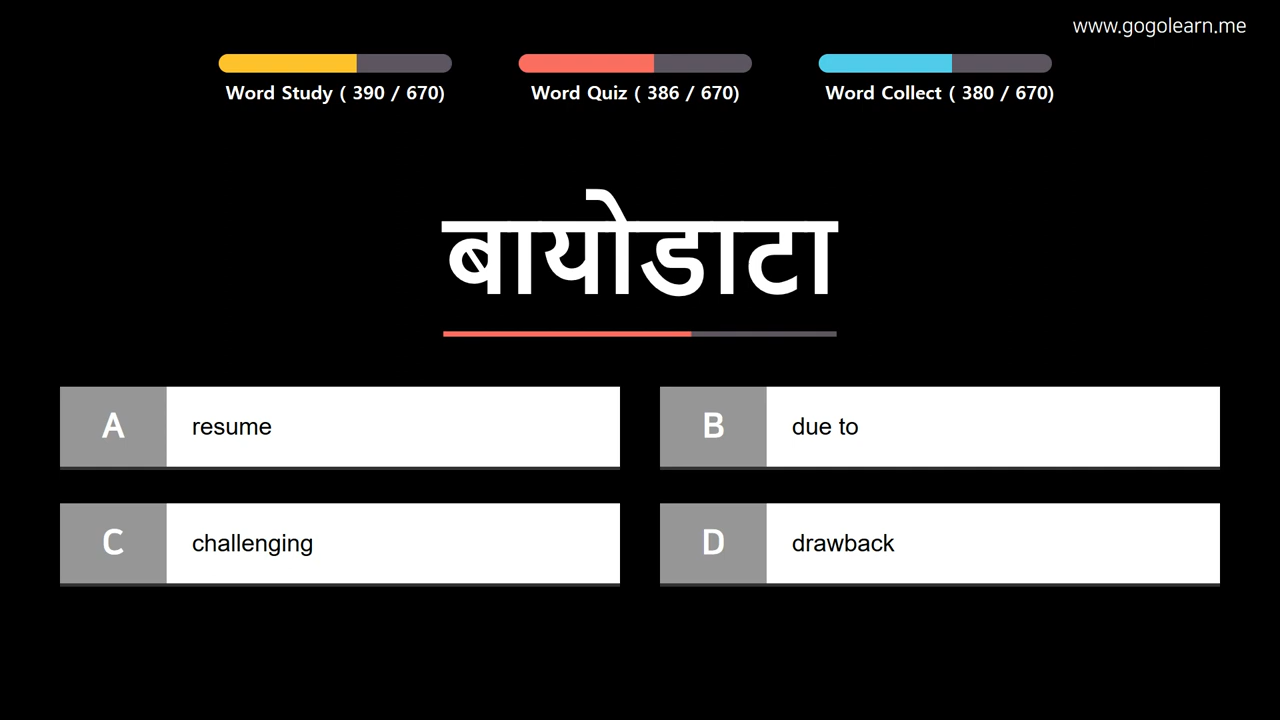 www.gogolearn.me
Word Study ( 390 / 670) Word Quiz ( 386 / 670) Word Collect ( 380 / 670)
बायोडाटा
A resume
B due to
C challenging
D drawback